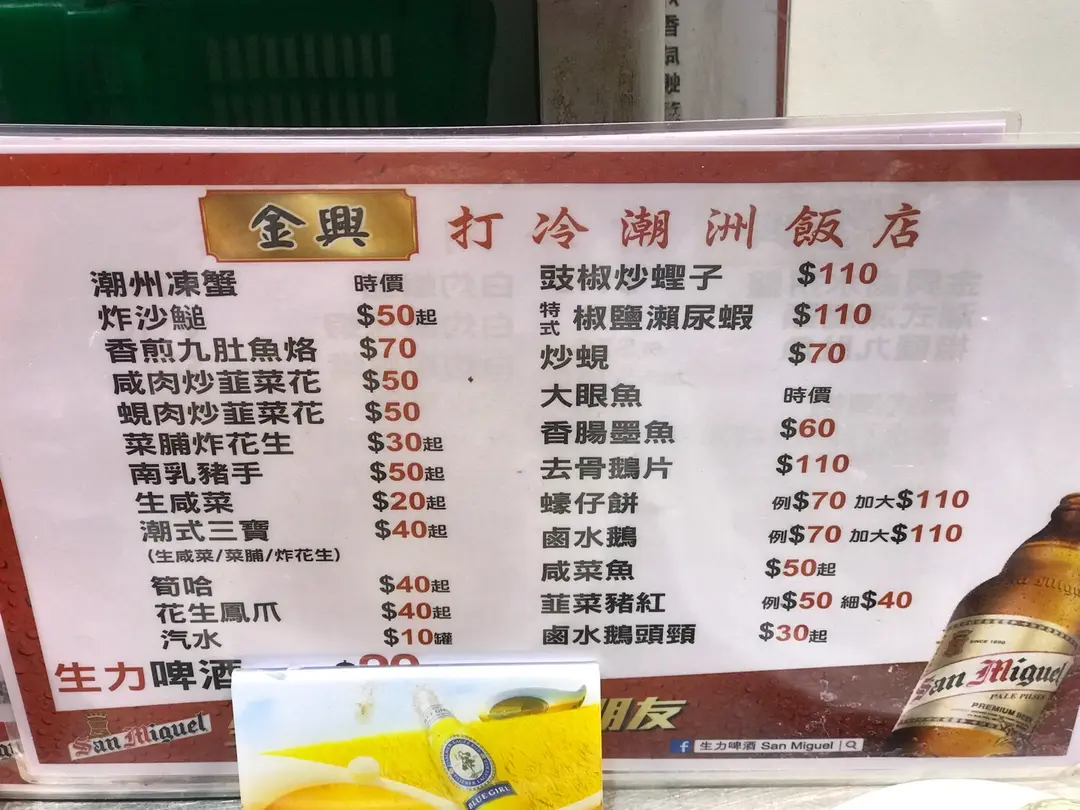 金興 打冷潮洲飯店
潮州凍蟹 時價
炸沙鯭 $50起
香煎九肚魚烙 $70
咸肉炒韮菜花 $50
蜆肉炒韮菜花 $50
菜脯炸花生 $30起
南乳豬手 $50起
生咸菜 $20起
潮式三寶 $40起
(生咸菜/菜脯/炸花生)
筍哈 $40起
花生鳳爪 $40起
汽水 $10罐
生力啤酒
豉椒炒蟶子 $110
特式 椒鹽瀨尿蝦 $110
炒蜆 $70
大眼魚 時價
香腸墨魚 $60
去骨鵝片 $110
蠔仔餅 例$70 加大$110
鹵水鵝 例$70 加大$110
咸菜魚 $50起
韮菜豬紅 例$50 細$40
鹵水鵝頭頸 $30起
San Miguel
朋友
f 生力啤酒 San Miguel
SINCE 1890
San Miguel
PALE PILSEN
PREMIUM BEER
BLUE GIRL